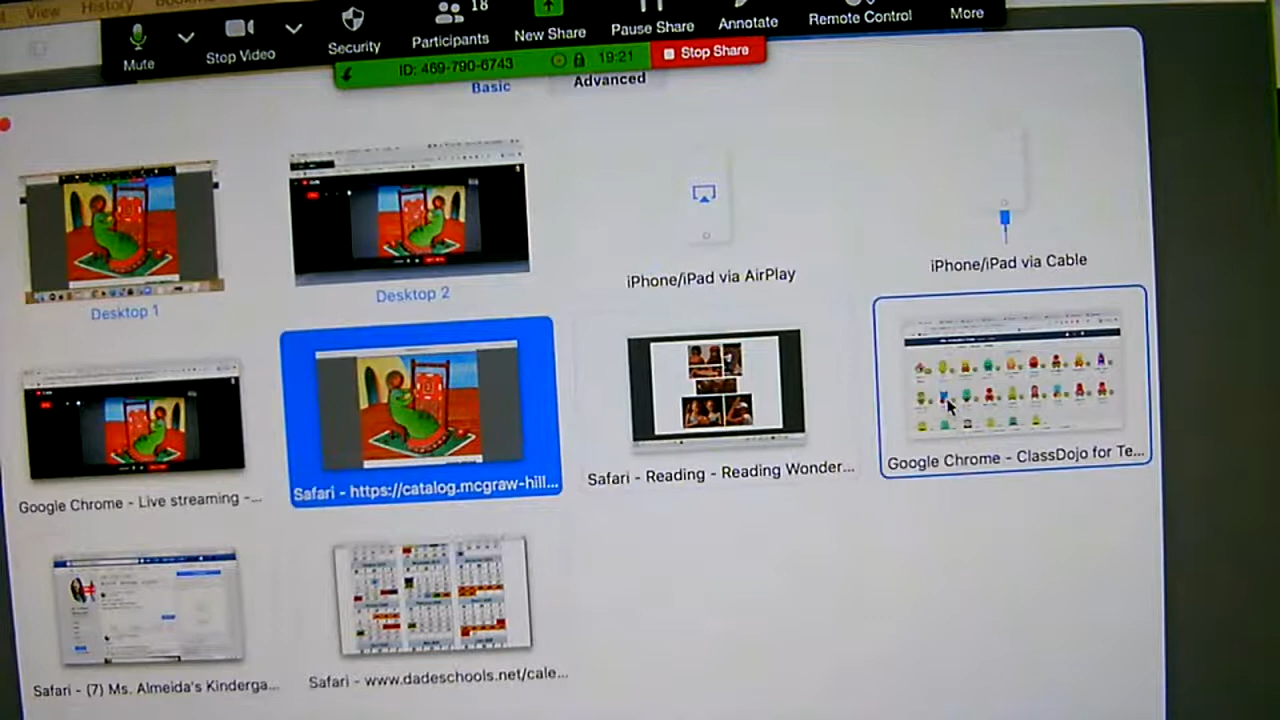 View History
Mute
Stop Video
Security
18
Participants
New Share
Pause Share
Annotate
Remote Control
More
ID: 469-790-6743
19:21
Stop Share
Basic
Advanced
Desktop 1
Desktop 2
iPhone/iPad via AirPlay
iPhone/iPad via Cable
Google Chrome - Live streaming -...
Safari - https://catalog.mcgraw-hill...
Safari - Reading - Reading Wonder...
Google Chrome - ClassDojo for Te...
Safari - (7) Ms. Almeida's Kinderga...
Safari - www.dadeschools.net/cale...